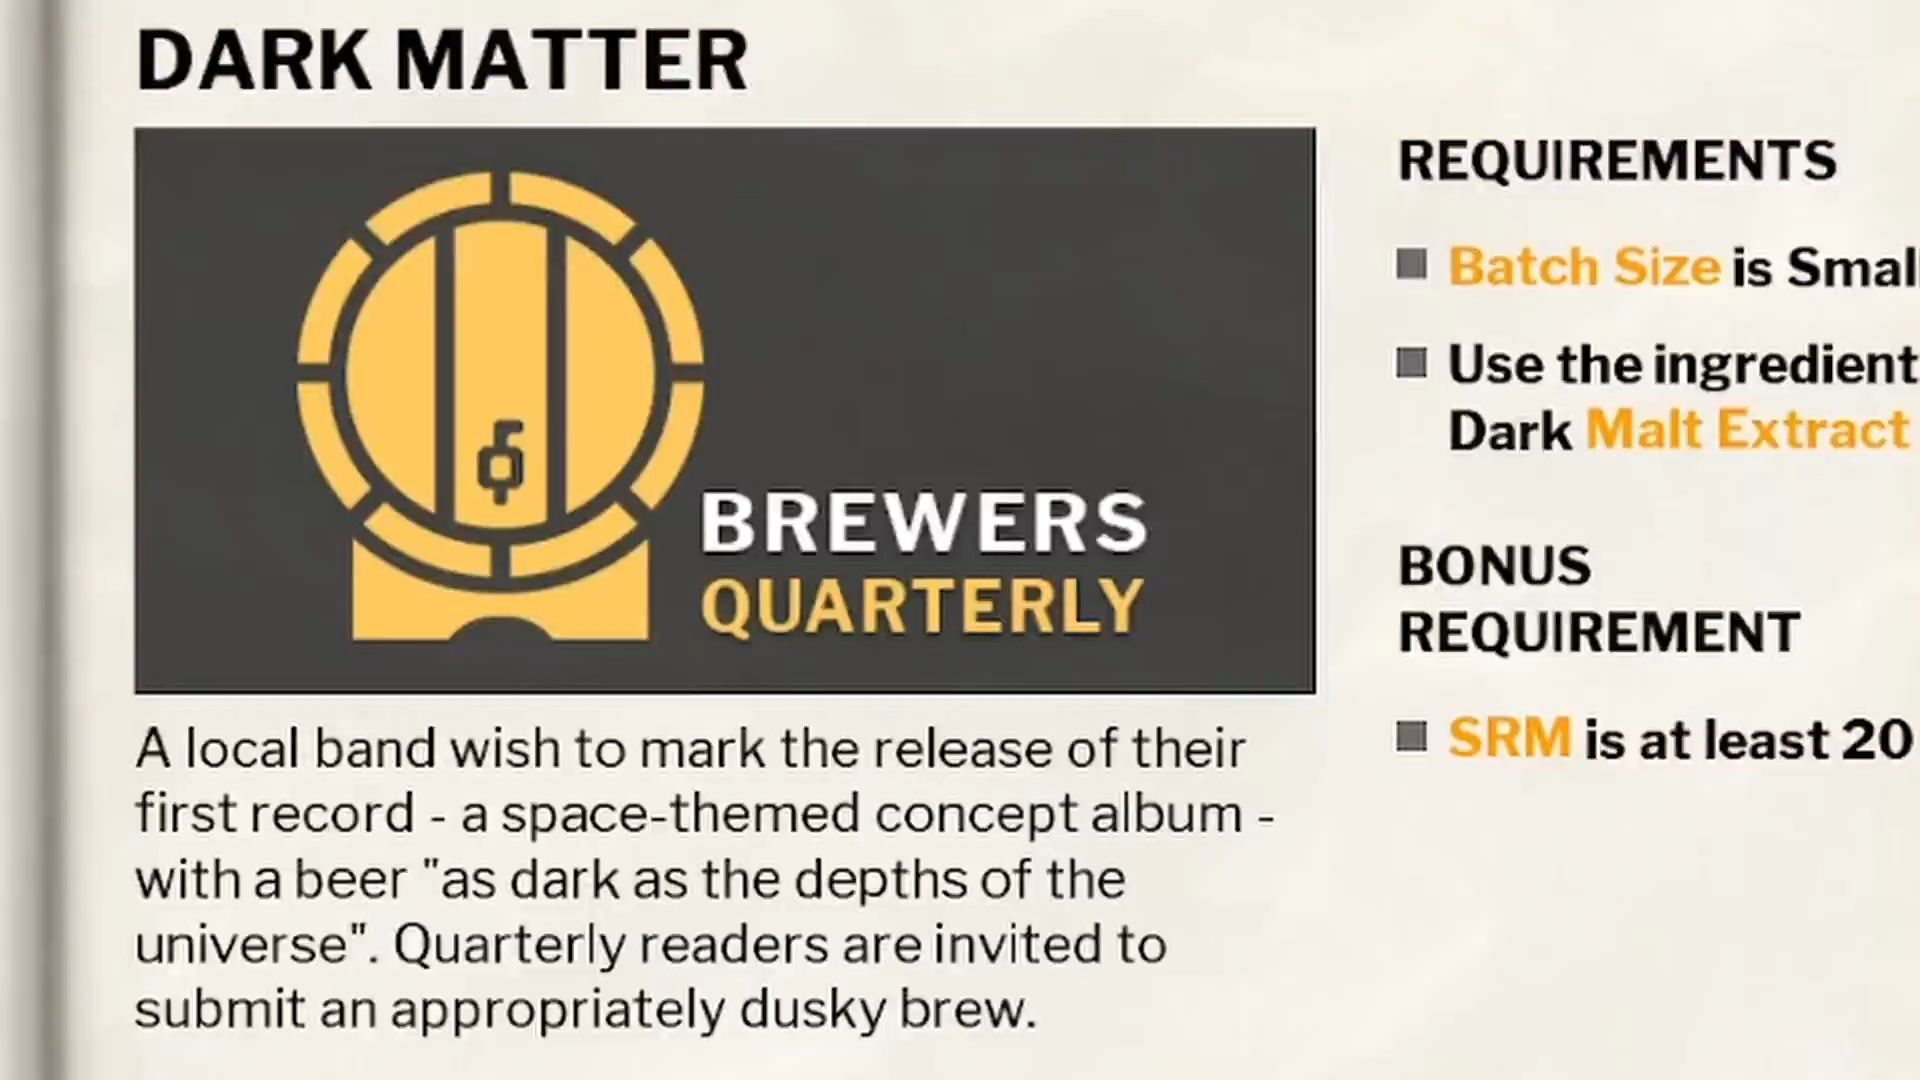 DARK MATTER
BREWERS
QUARTERLY
A local band wish to mark the release of their
first record - a space-themed concept album -
with a beer "as dark as the depths of the
universe". Quarterly readers are invited to
submit an appropriately dusky brew.
REQUIREMENTS
Batch Size is Small
Use the ingredient
Dark Malt Extract
BONUS
REQUIREMENT
SRM is at least 20